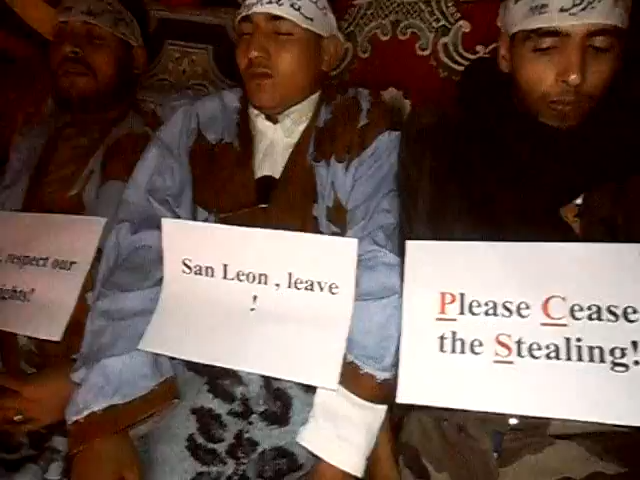 , respect our
rights!
San Leon , leave
!
Please Cease
the Stealing!